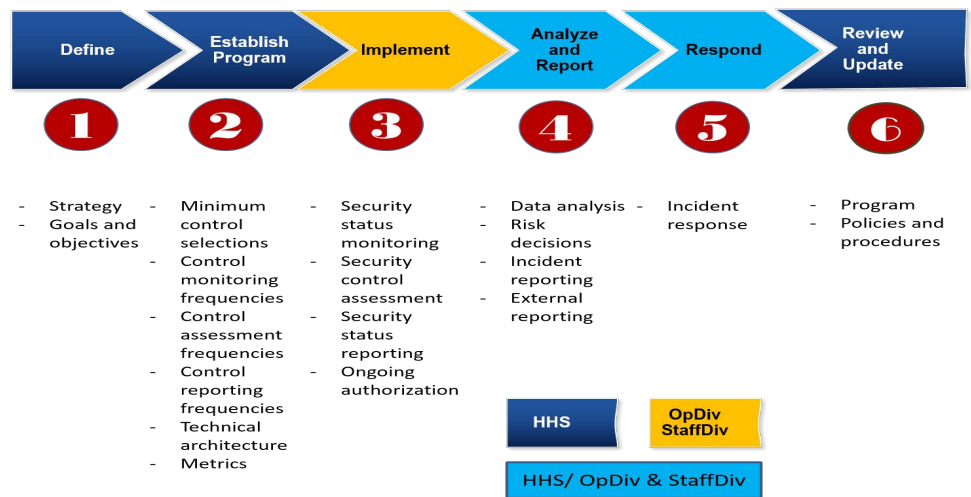 Define
Establish
Program
Implement
Analyze
and
Report
Respond
Review
and
Update
1
2
3
4
5
6
- Strategy
- Goals and
objectives
- Minimum
control
selections
- Control
monitoring
frequencies
- Control
assessment
frequencies
- Control
reporting
frequencies
- Technical
architecture
- Metrics
- Security
status
monitoring
- Security
control
assessment
- Security
status
reporting
- Ongoing
authorization
- Data analysis
- Risk
decisions
- Incident
reporting
- External
reporting
- Incident
response
- Program
- Policies and
procedures
HHS
OpDiv
StaffDiv
HHS/ OpDiv & StaffDiv